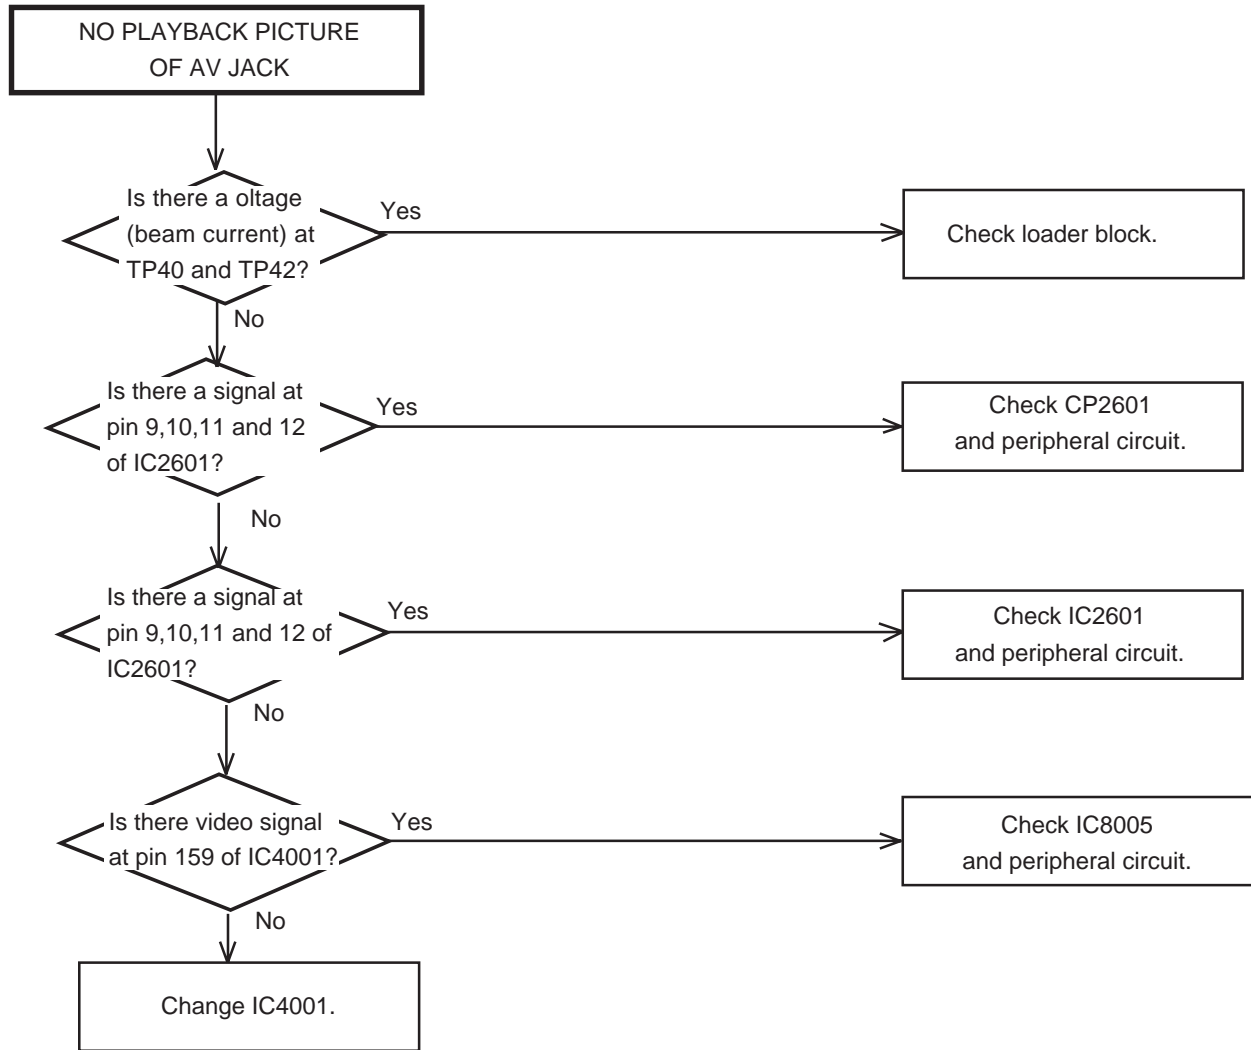 NO PLAYBACK PICTURE
OF AV JACK
Is there a oltage
(beam current) at
TP40 and TP42?
Yes
Check loader block.
No
Is there a signal at
pin 9,10,11 and 12
of IC2601?
Yes
Check CP2601
and peripheral circuit.
No
Is there a signal at
pin 9,10,11 and 12 of
IC2601?
Yes
Check IC2601
and peripheral circuit.
No
Is there video signal
at pin 159 of IC4001?
Yes
Check IC8005
and peripheral circuit.
No
Change IC4001.